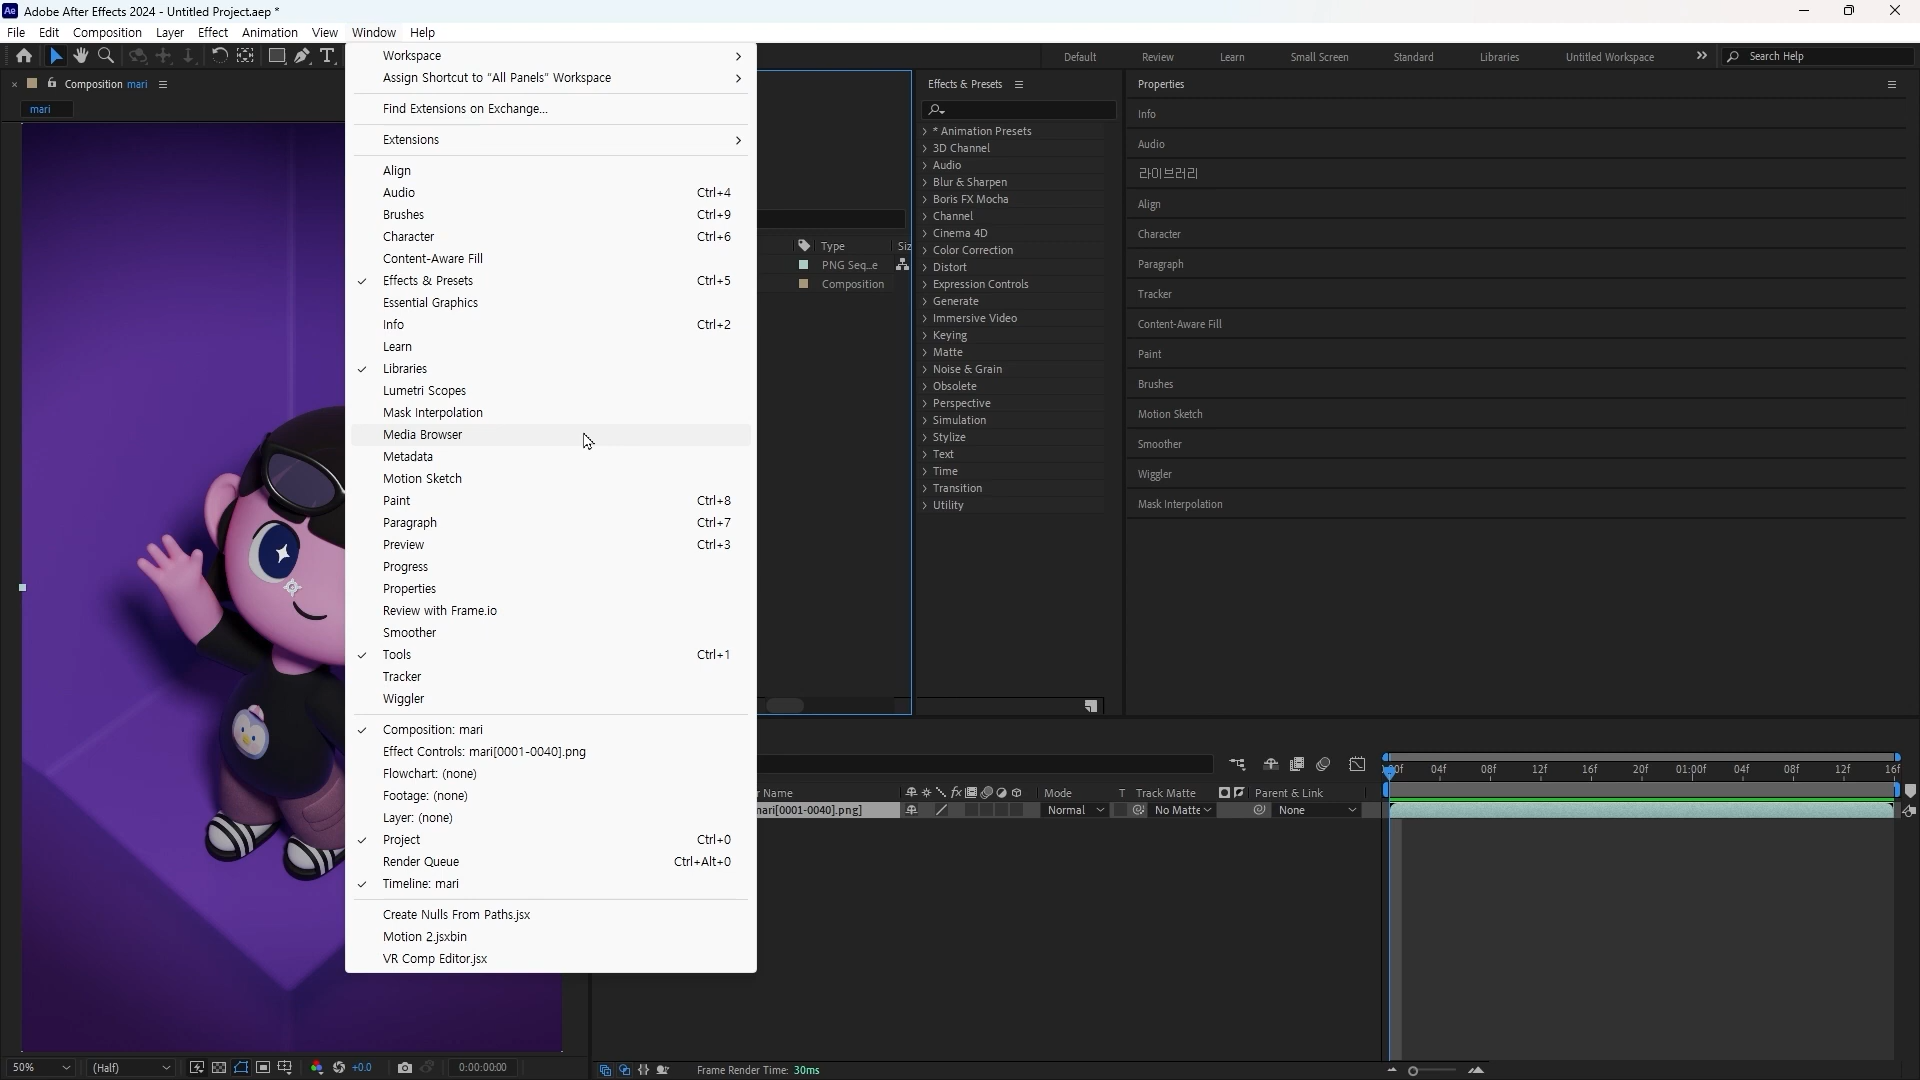 Ae Adobe After Effects 2024 - Untitled Project.aep *
File Edit Composition Layer Effect Animation View Window Help
Default Review Learn Small Screen Standard Libraries Untitled Workspace Search Help
Composition mari
mari
Workspace
Assign Shortcut to "All Panels" Workspace
Find Extensions on Exchange...
Extensions
Align
Audio Ctrl+4
Brushes Ctrl+9
Character Ctrl+6
Content-Aware Fill
Effects & Presets Ctrl+5
Essential Graphics
Info Ctrl+2
Learn
Libraries
Lumetri Scopes
Mask Interpolation
Media Browser
Metadata
Motion Sketch
Paint Ctrl+8
Paragraph Ctrl+7
Preview Ctrl+3
Progress
Properties
Review with Frame.io
Smoother
Tools Ctrl+1
Tracker
Wiggler
Composition: mari
Effect Controls: mari[0001-0040].png
Flowchart: (none)
Footage: (none)
Layer: (none)
Project Ctrl+0
Render Queue Ctrl+Alt+0
Timeline: mari
Create Nulls From Paths.jsx
Motion 2.jsxbin
VR Comp Editor.jsx
Type
PNG Seq...e
Composition
Effects & Presets
* Animation Presets
3D Channel
Audio
Blur & Sharpen
Boris FX Mocha
Channel
Cinema 4D
Color Correction
Distort
Expression Controls
Generate
Immersive Video
Keying
Matte
Noise & Grain
Obsolete
Perspective
Simulation
Stylize
Text
Time
Transition
Utility
Properties
Info
Audio
라이브러리
Align
Character
Paragraph
Tracker
Content-Aware Fill
Paint
Brushes
Motion Sketch
Smoother
Wiggler
Mask Interpolation
04f 08f 12f 16f 20f 01:00f 04f 08f 12f 16f
Name Mode T Track Matte Parent & Link
[0001-0040].png] Normal No Matte None
50% (Half) +0.0 0:00:00:00
Frame Render Time: 30ms